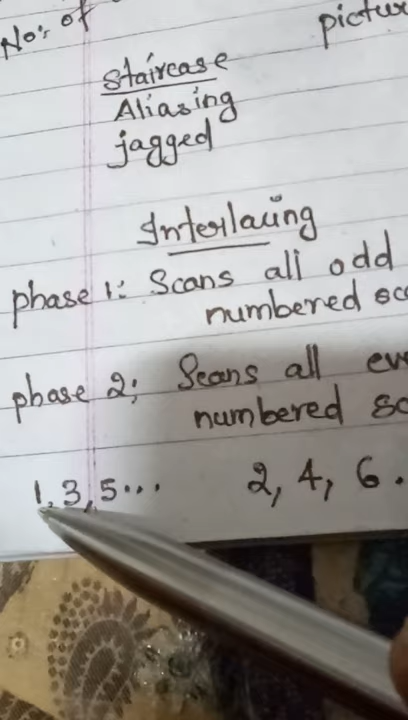 No's of
Staircase
Aliasing
jagged
Interlacing
phase 1: Scans all odd
numbered
phase 2; Scans all
numbered
1, 3, 5...
2, 4, 6.